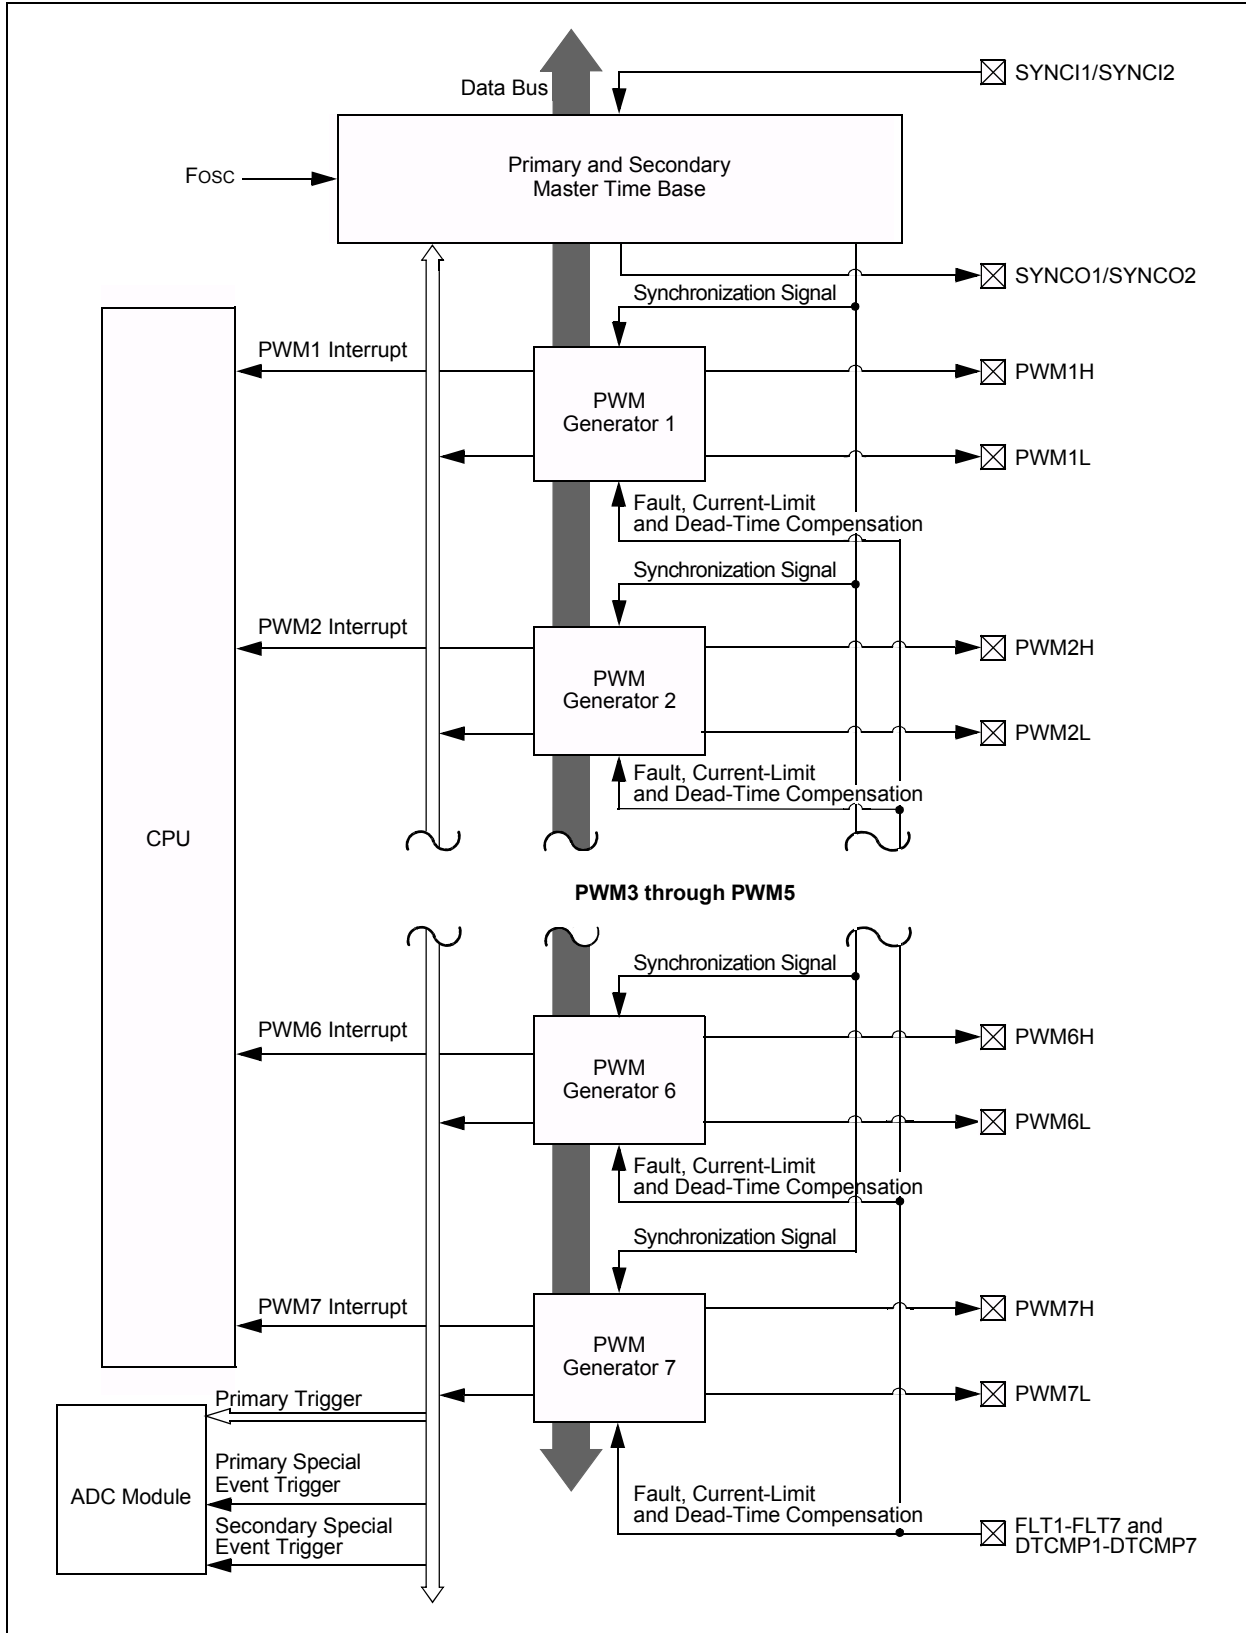 SYNCI1/SYNCI2
Data Bus
Primary and Secondary
Master Time Base
FOSC
SYNCO1/SYNCO2
Synchronization Signal
PWM1 Interrupt
PWM
Generator 1
PWM1H
PWM1L
Fault, Current-Limit
and Dead-Time Compensation
Synchronization Signal
PWM2 Interrupt
PWM
Generator 2
PWM2H
PWM2L
Fault, Current-Limit
and Dead-Time Compensation
CPU
PWM3 through PWM5
Synchronization Signal
PWM6 Interrupt
PWM
Generator 6
PWM6H
PWM6L
Fault, Current-Limit
and Dead-Time Compensation
Synchronization Signal
PWM7 Interrupt
PWM
Generator 7
PWM7H
PWM7L
Primary Trigger
Primary Special
Event Trigger
ADC Module
Secondary Special
Event Trigger
Fault, Current-Limit
and Dead-Time Compensation
FLT1-FLT7 and
DTCMP1-DTCMP7